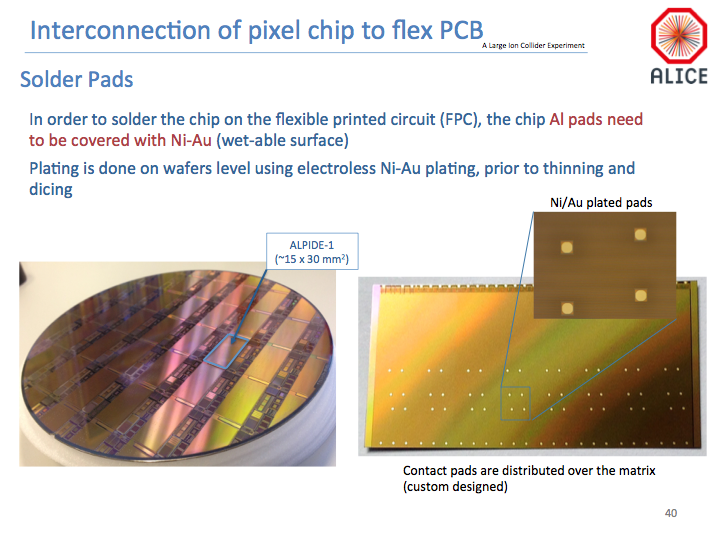 Interconnection of pixel chip to flex PCB
A Large Ion Collider Experiment
ALICE
Solder Pads
In order to solder the chip on the flexible printed circuit (FPC), the chip Al pads need
to be covered with Ni-Au (wet-able surface)
Plating is done on wafers level using electroless Ni-Au plating, prior to thinning and
dicing
Ni/Au plated pads
ALPIDE-1
(~15 x 30 mm²)
Contact pads are distributed over the matrix
(custom designed)
40